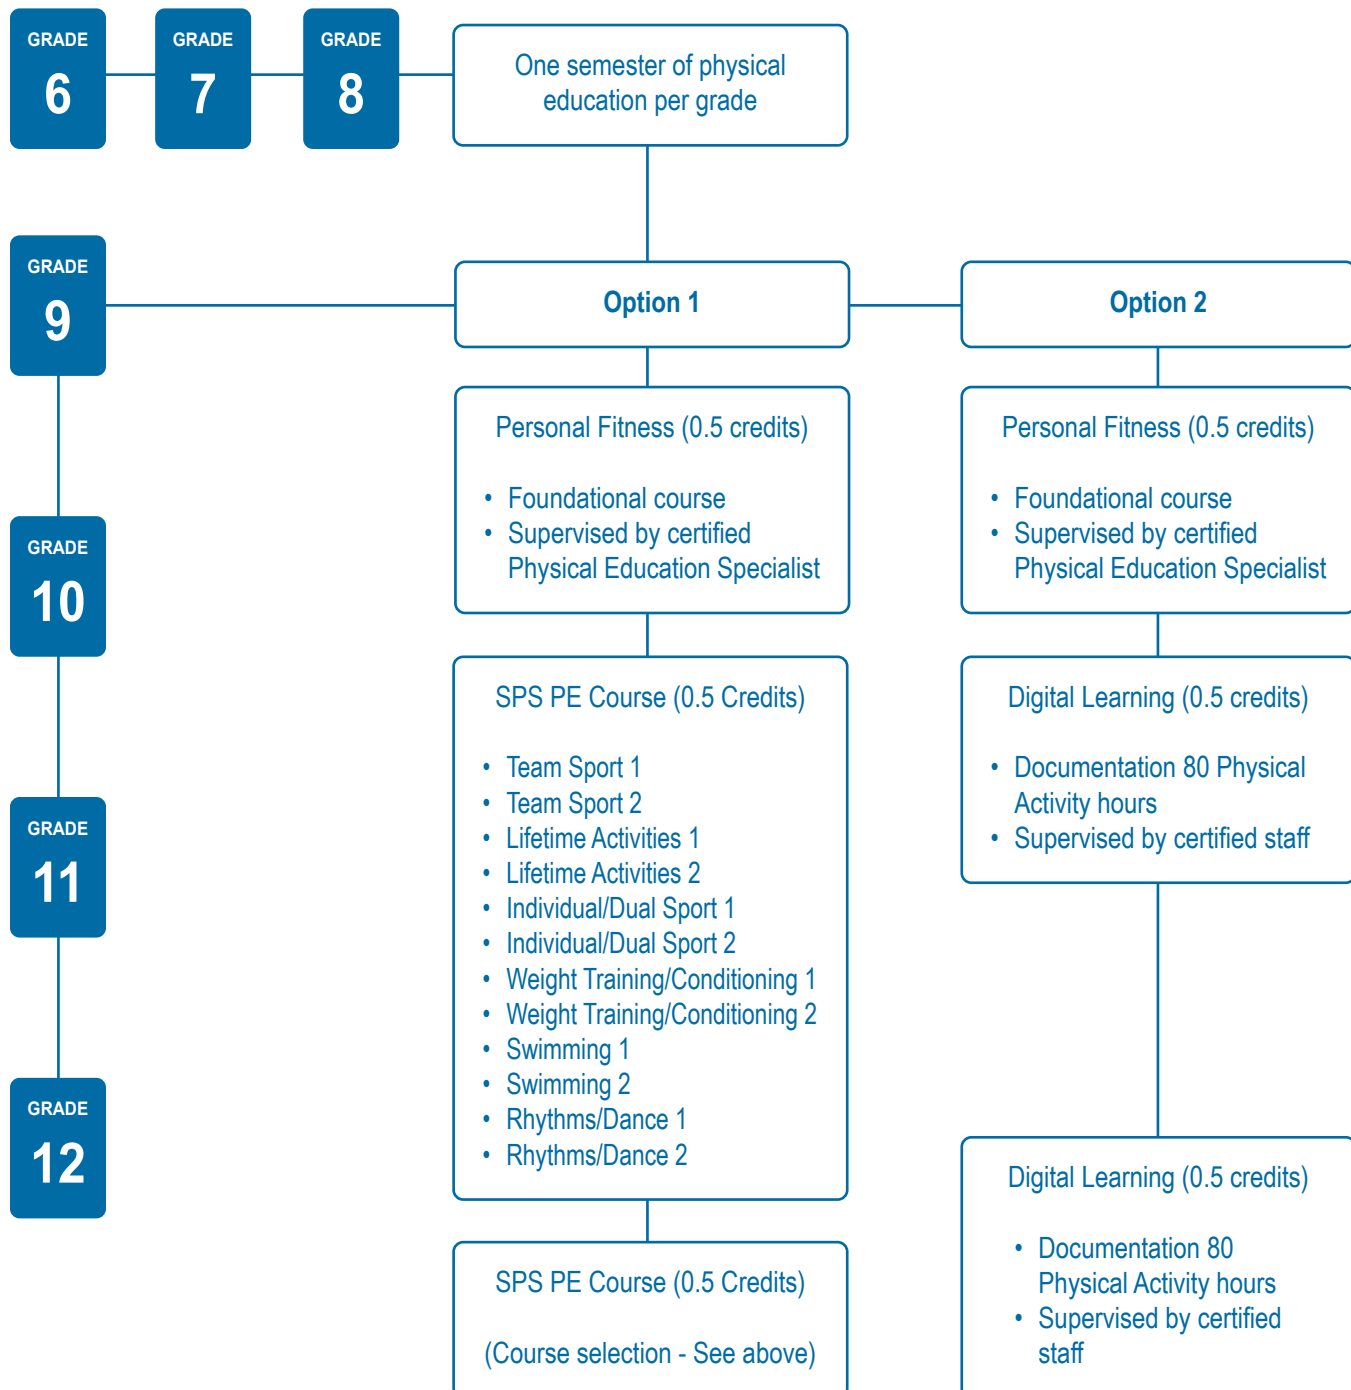 GRADE
6
GRADE
7
GRADE
8
One semester of physical
education per grade
GRADE
9
Option 1
Option 2
Personal Fitness (0.5 credits)
• Foundational course
• Supervised by certified
Physical Education Specialist
Personal Fitness (0.5 credits)
• Foundational course
• Supervised by certified
Physical Education Specialist
GRADE
10
SPS PE Course (0.5 Credits)
• Team Sport 1
• Team Sport 2
• Lifetime Activities 1
• Lifetime Activities 2
• Individual/Dual Sport 1
• Individual/Dual Sport 2
• Weight Training/Conditioning 1
• Weight Training/Conditioning 2
• Swimming 1
• Swimming 2
• Rhythms/Dance 1
• Rhythms/Dance 2
Digital Learning (0.5 credits)
• Documentation 80 Physical
Activity hours
• Supervised by certified staff
GRADE
11
GRADE
12
SPS PE Course (0.5 Credits)
(Course selection - See above)
Digital Learning (0.5 credits)
• Documentation 80
Physical Activity hours
• Supervised by certified
staff